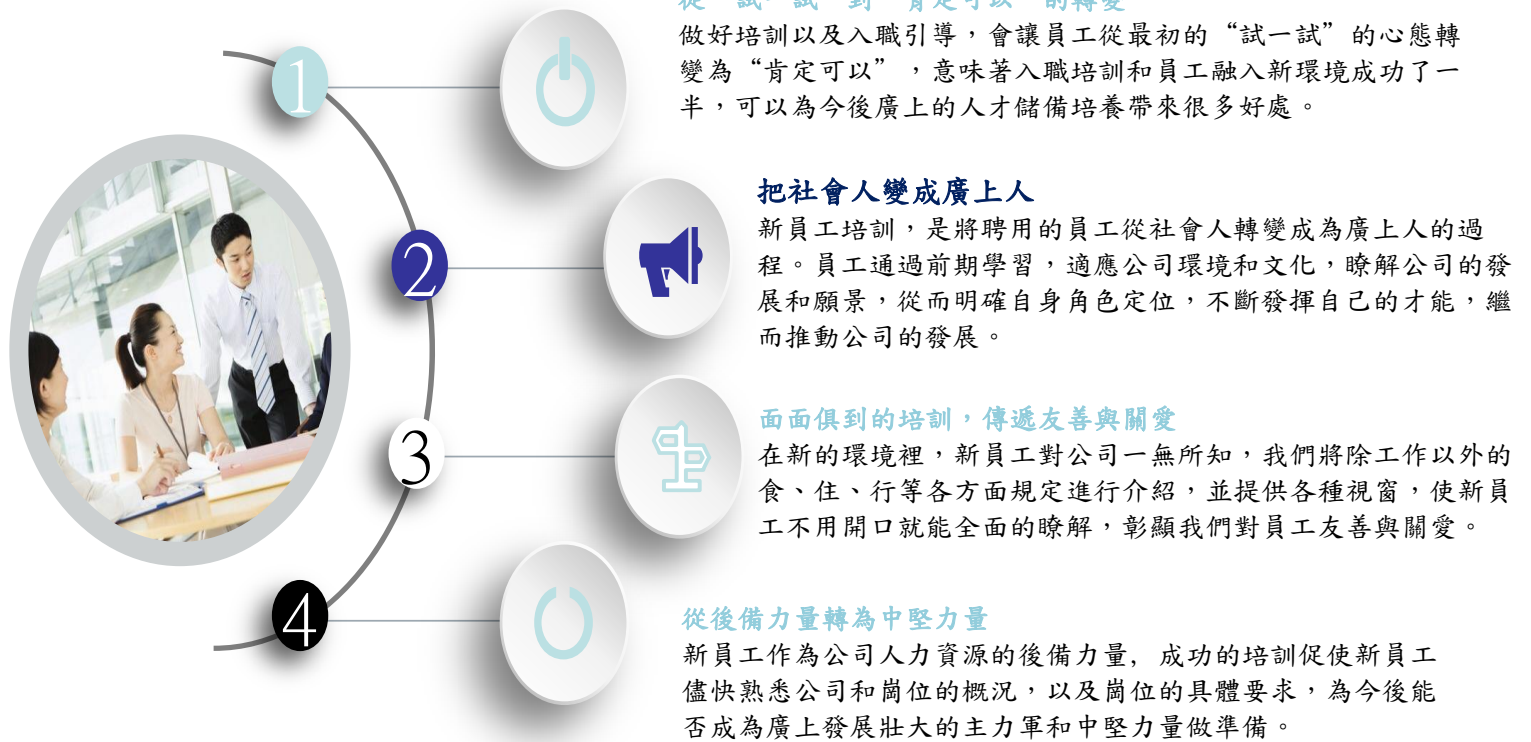 1
從“試一試”到“肯定可以”的轉變
做好培訓以及入職引導，會讓員工從最初的“試一試”的心態轉
變為“肯定可以”，意味著入職培訓和員工融入新環境成功了一
半，可以為今後廣上的人才儲備培養帶來很多好處。
2
把社會人變成廣上人
新員工培訓，是將聘用的員工從社會人轉變成為廣上人的過
程。員工通過前期學習，適應公司環境和文化，瞭解公司的發
展和願景，從而明確自身角色定位，不斷發揮自己的才能，繼
而推動公司的發展。
3
面面俱到的培訓，傳遞友善與關愛
在新的環境裡，新員工對公司一無所知，我們將除工作以外的
食、住、行等各方面規定進行介紹，並提供各種視窗，使新員
工不用開口就能全面的瞭解，彰顯我們對員工友善與關愛。
4
從後備力量轉為中堅力量
新員工作為公司人力資源的後備力量, 成功的培訓促使新員工
儘快熟悉公司和崗位的概況，以及崗位的具體要求，為今後能
否成為廣上發展壯大的主力軍和中堅力量做準備。